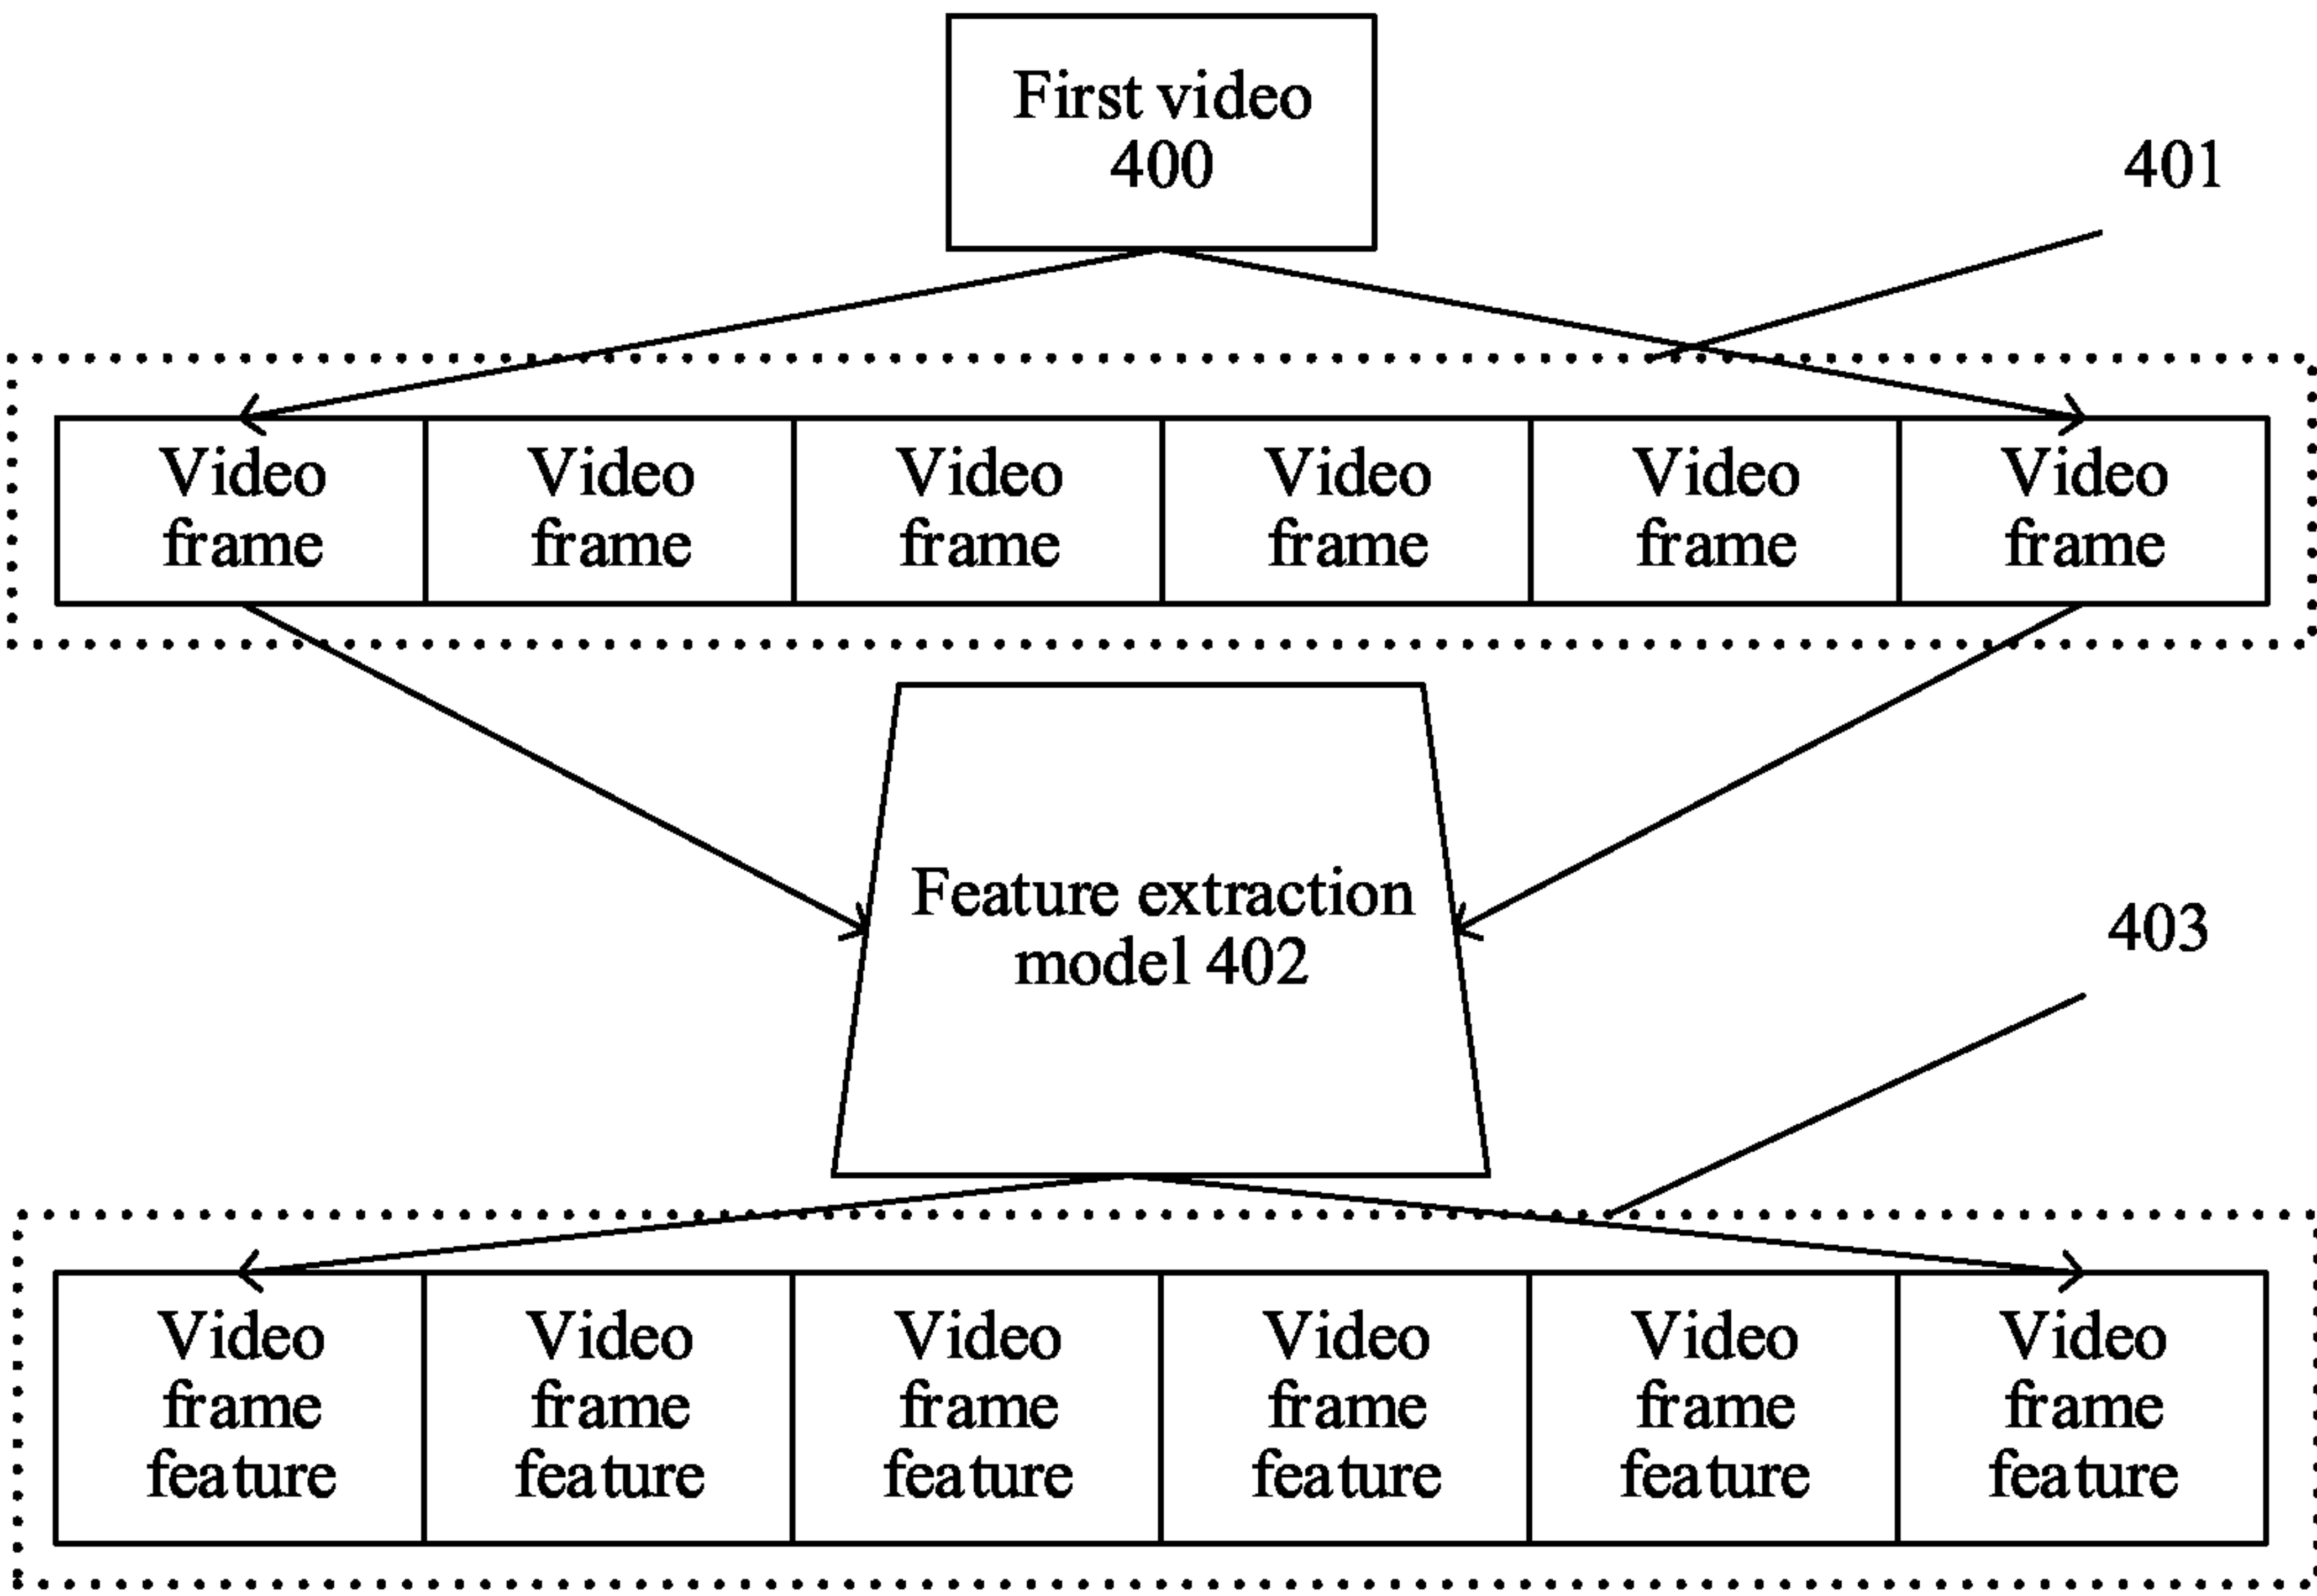 First video
400
401
Video Video Video Video Video Video
frame frame frame frame frame frame
Feature extraction
model 402
403
Video Video Video Video Video Video
frame frame frame frame frame frame
feature feature feature feature feature feature